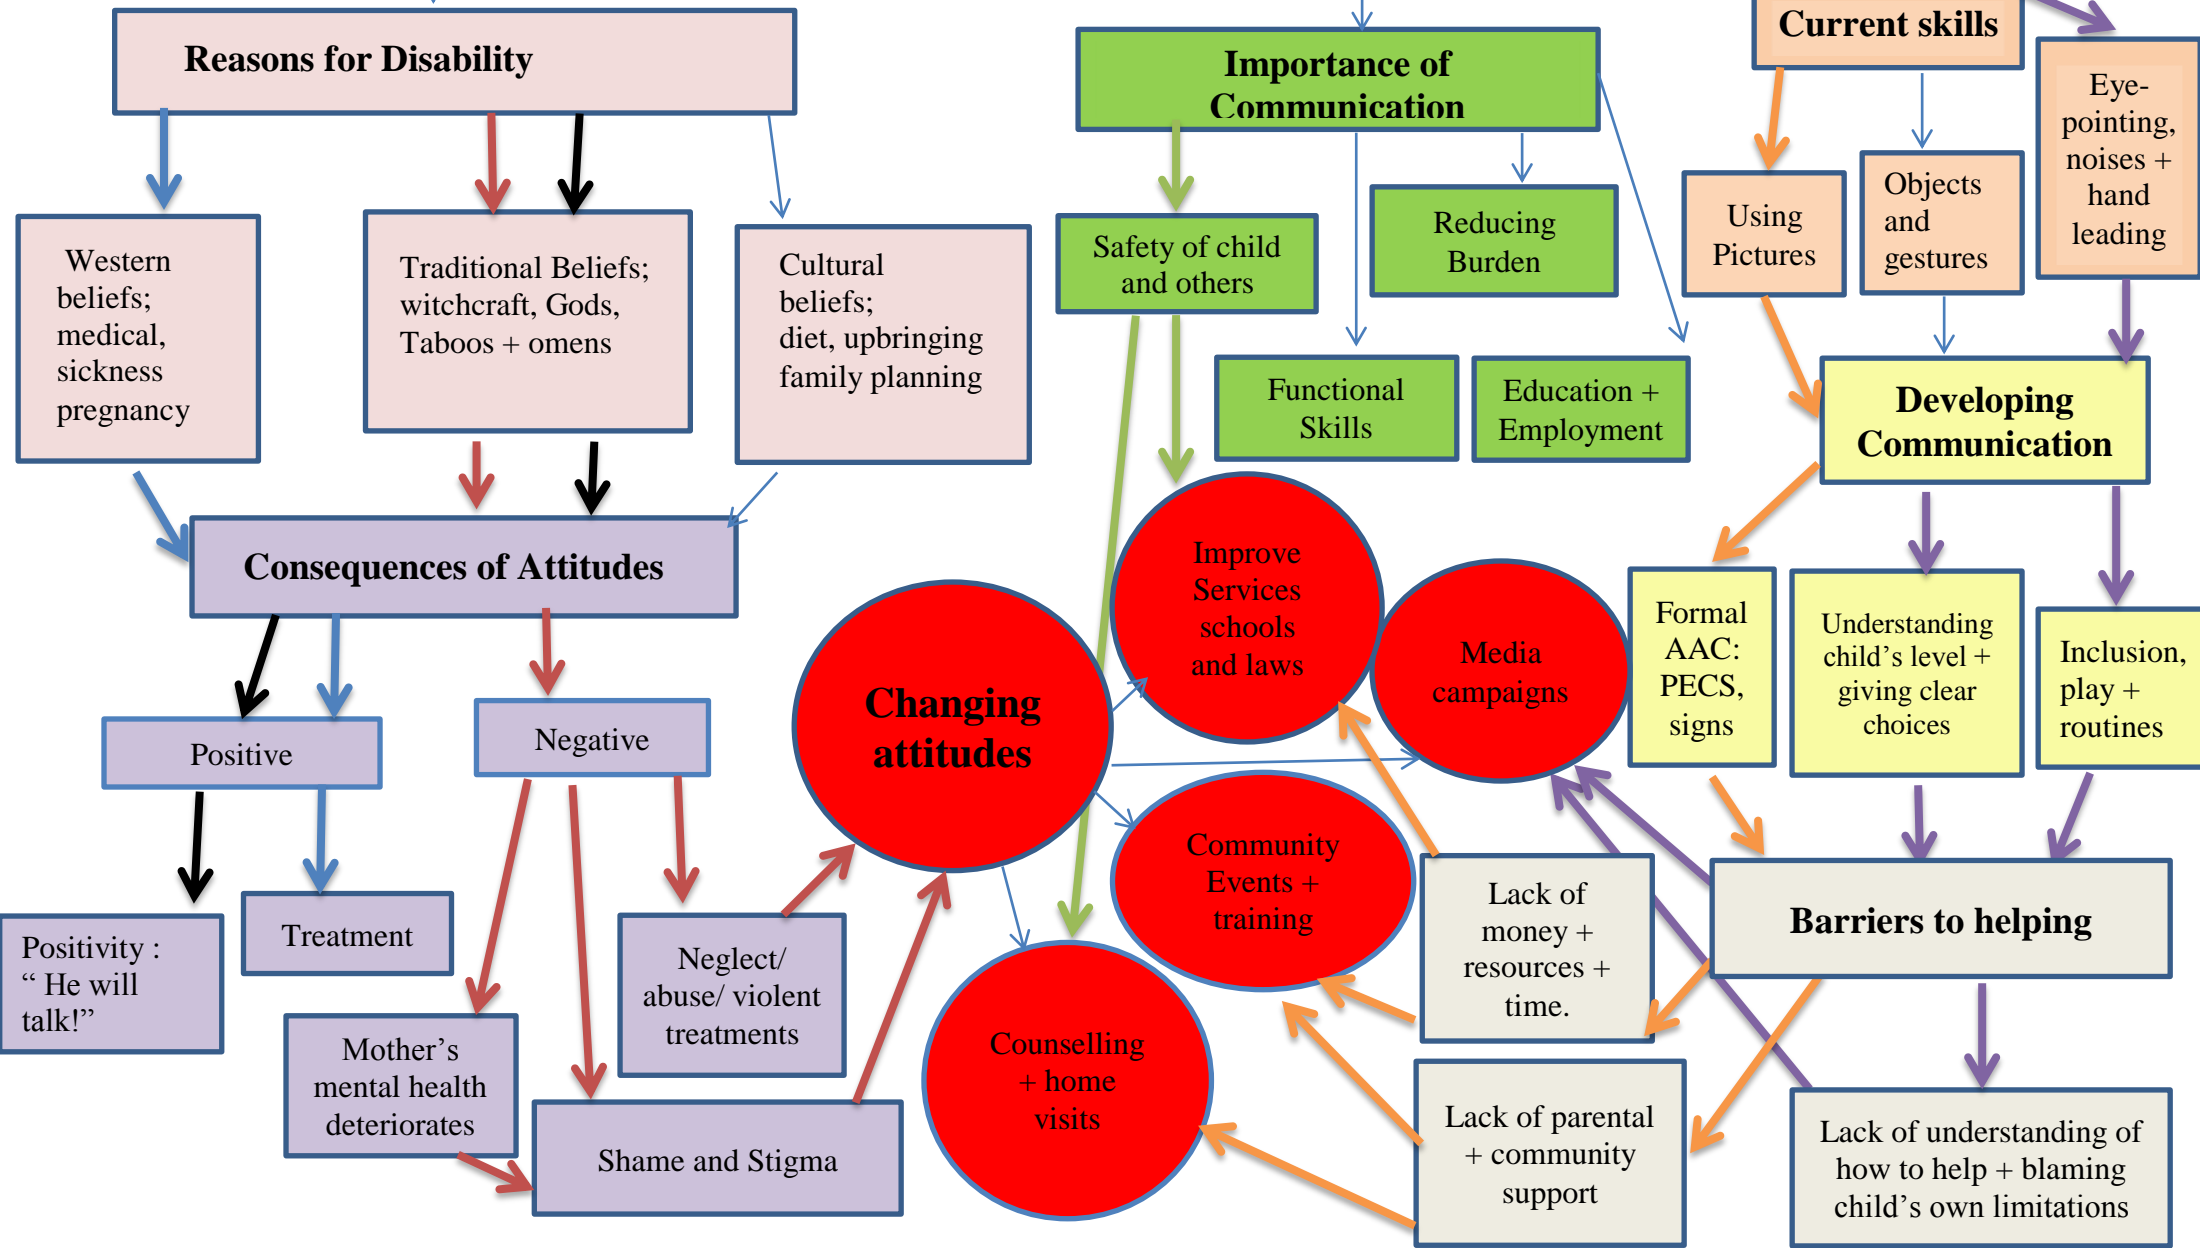 Reasons for Disability
Western
beliefs;
medical,
sickness
pregnancy
Traditional Beliefs;
witchcraft, Gods,
Taboos + omens
Cultural
beliefs;
diet, upbringing
family planning
Consequences of Attitudes
Positive
Negative
Positivity :
“ He will
talk!”
Treatment
Mother’s
mental health
deteriorates
Neglect/
abuse/ violent
treatments
Shame and Stigma
Importance of
Communication
Safety of child
and others
Reducing
Burden
Functional
Skills
Education +
Employment
Changing
attitudes
Improve
Services
schools
and laws
Media
campaigns
Community
Events +
training
Counselling
+ home
visits
Current skills
Using
Pictures
Objects
and
gestures
Eye-
pointing,
noises +
hand
leading
Developing
Communication
Formal
AAC:
PECS,
signs
Understanding
child’s level +
giving clear
choices
Inclusion,
play +
routines
Barriers to helping
Lack of
money +
resources +
time.
Lack of parental
+ community
support
Lack of understanding of
how to help + blaming
child’s own limitations